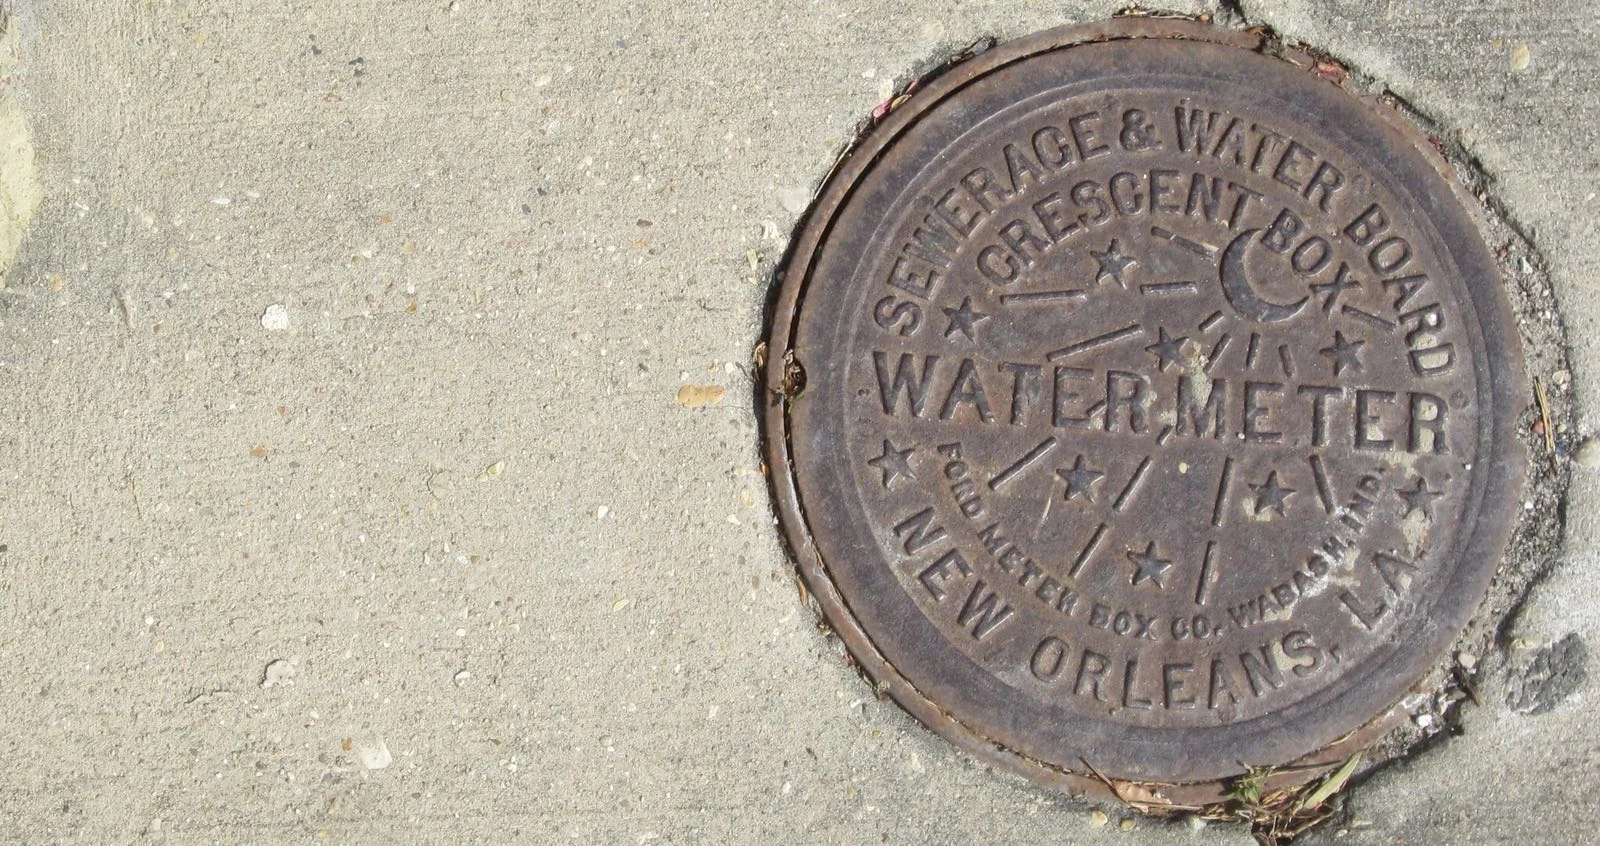 SEWERAGE & WATER BOARD
CRESCENT BOX
WATER METER
FORD METER BOX CO. WABASH, IND.
NEW ORLEANS, LA.